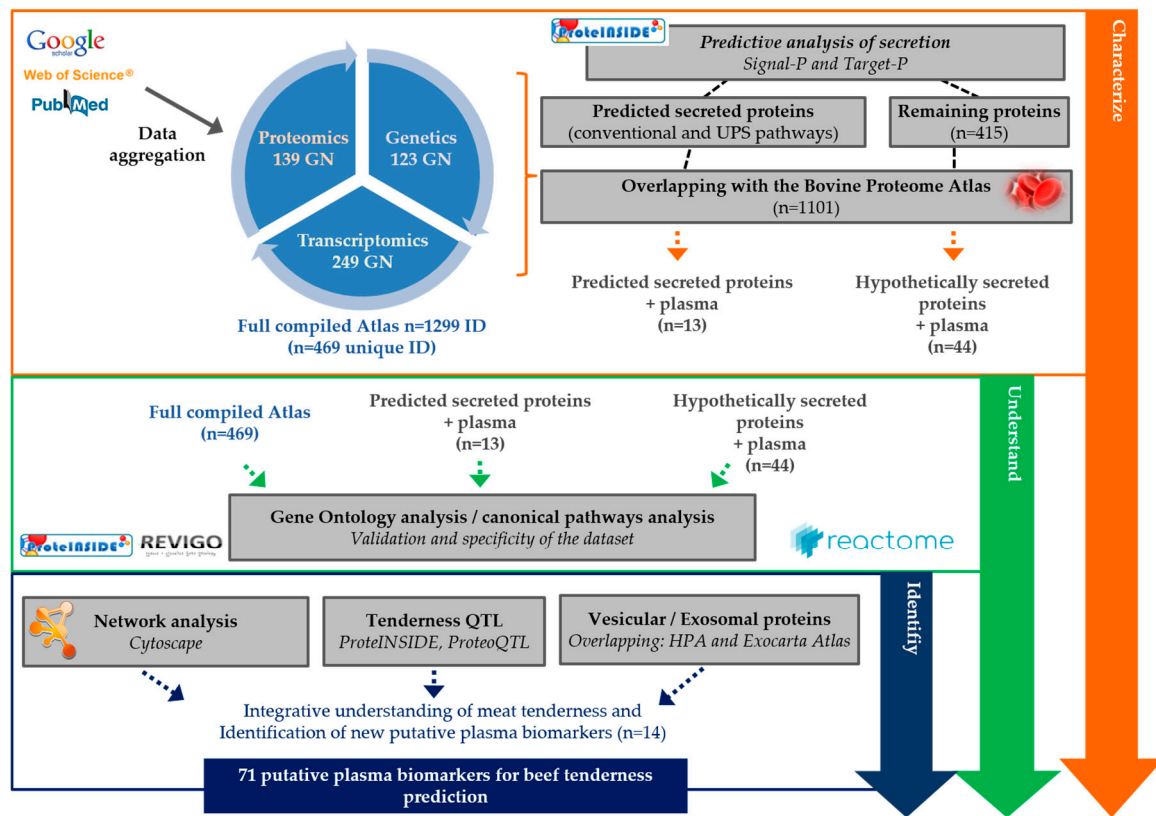 Google
scholar
Web of Science®
PubMed
Data
aggregation
Proteomics
139 GN
Genetics
123 GN
Transcriptomics
249 GN
Full compiled Atlas n=1299 ID
(n=469 unique ID)
ProteINSIDE
Predictive analysis of secretion
Signal-P and Target-P
Predicted secreted proteins
(conventional and UPS pathways)
Remaining proteins
(n=415)
Overlapping with the Bovine Proteome Atlas
(n=1101)
Predicted secreted proteins
+ plasma
(n=13)
Hypothetically secreted
proteins
+ plasma
(n=44)
Characterize
Full compiled Atlas
(n=469)
Predicted secreted proteins
+ plasma
(n=13)
Hypothetically secreted
proteins
+ plasma
(n=44)
Gene Ontology analysis / canonical pathways analysis
Validation and specificity of the dataset
ProteINSIDE
REVIGO
reactome
Understand
Network analysis
Cytoscape
Tenderness QTL
ProteINSIDE, ProteoQTL
Vesicular / Exosomal proteins
Overlapping: HPA and Exocarta Atlas
Integrative understanding of meat tenderness and
Identification of new putative plasma biomarkers (n=14)
71 putative plasma biomarkers for beef tenderness
prediction
Identifiy